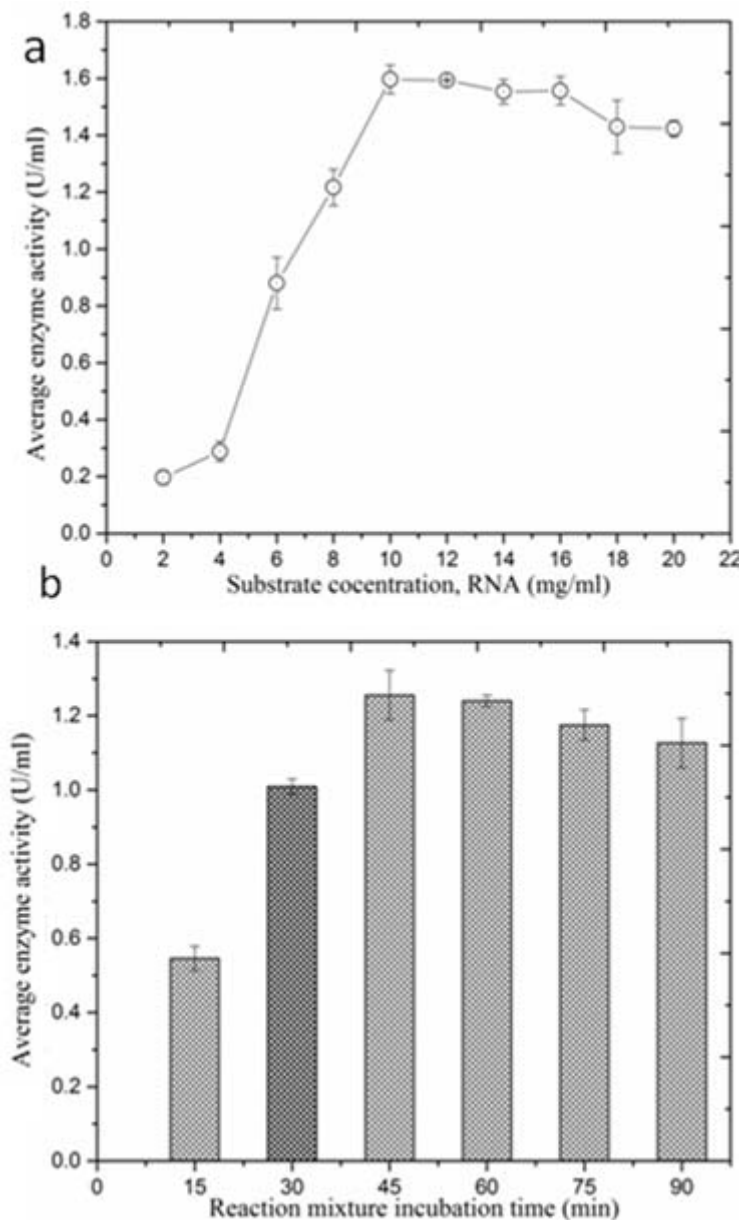 a
1.8
1.6
1.4
1.2
1.0
0.8
0.6
0.4
0.2
0.0
Average enzyme activity (U/ml)
0 2 4 6 8 10 12 14 16 18 20 22
Substrate cocentration, RNA (mg/ml)
b
1.4
1.2
1.0
0.8
0.6
0.4
0.2
0.0
Average enzyme activity (U/ml)
0 15 30 45 60 75 90
Reaction mixture incubation time (min)